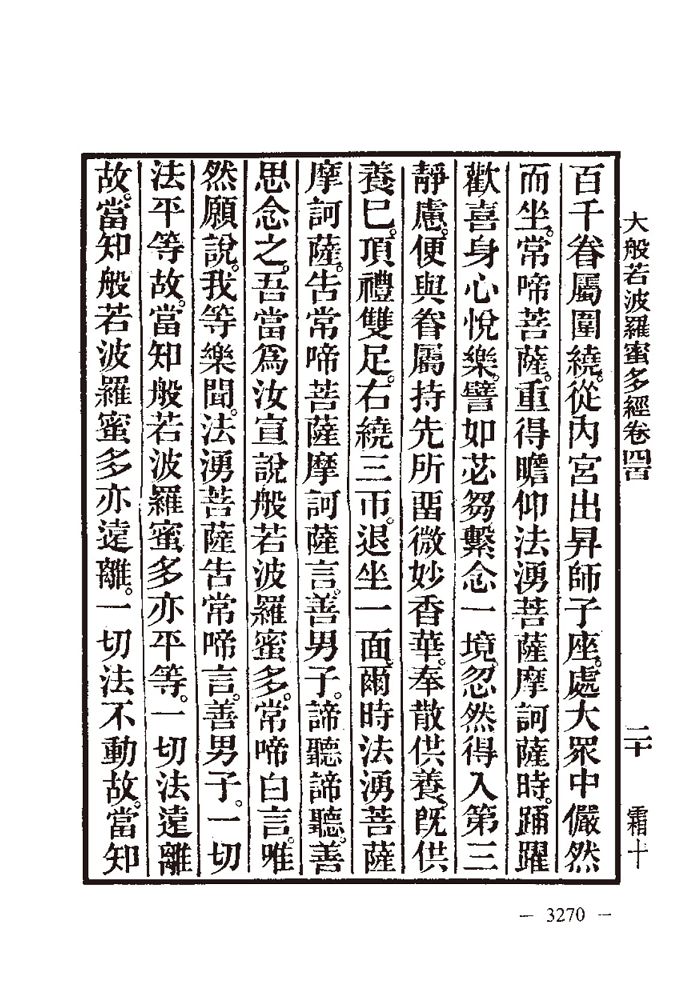 大般若波羅蜜多經卷四百
二十
霜十
百千眷屬圍繞。從內宮出昇師子座。處大眾中儼然
而坐。常啼菩薩。重得瞻仰法湧菩薩摩訶薩時。踊躍
歡喜身心悅樂。譬如苾芻繫念一境。忽然得入第三
靜慮。便與眷屬持先所畱微妙香華。奉散供養。旣供
養巳。頂禮雙足。右繞三帀。退坐一面。爾時法湧菩薩
摩訶薩。告常啼菩薩摩訶薩言。善男子。諦聽諦聽。善
思念之。吾當爲汝宣說般若波羅蜜多。常啼白言。唯
然願說。我等樂聞。法湧菩薩告常啼言。善男子。一切
法平等故。當知般若波羅蜜多亦平等。一切法遠離
故。當知般若波羅蜜多亦遠離。一切法不動故。當知
— 3270 —